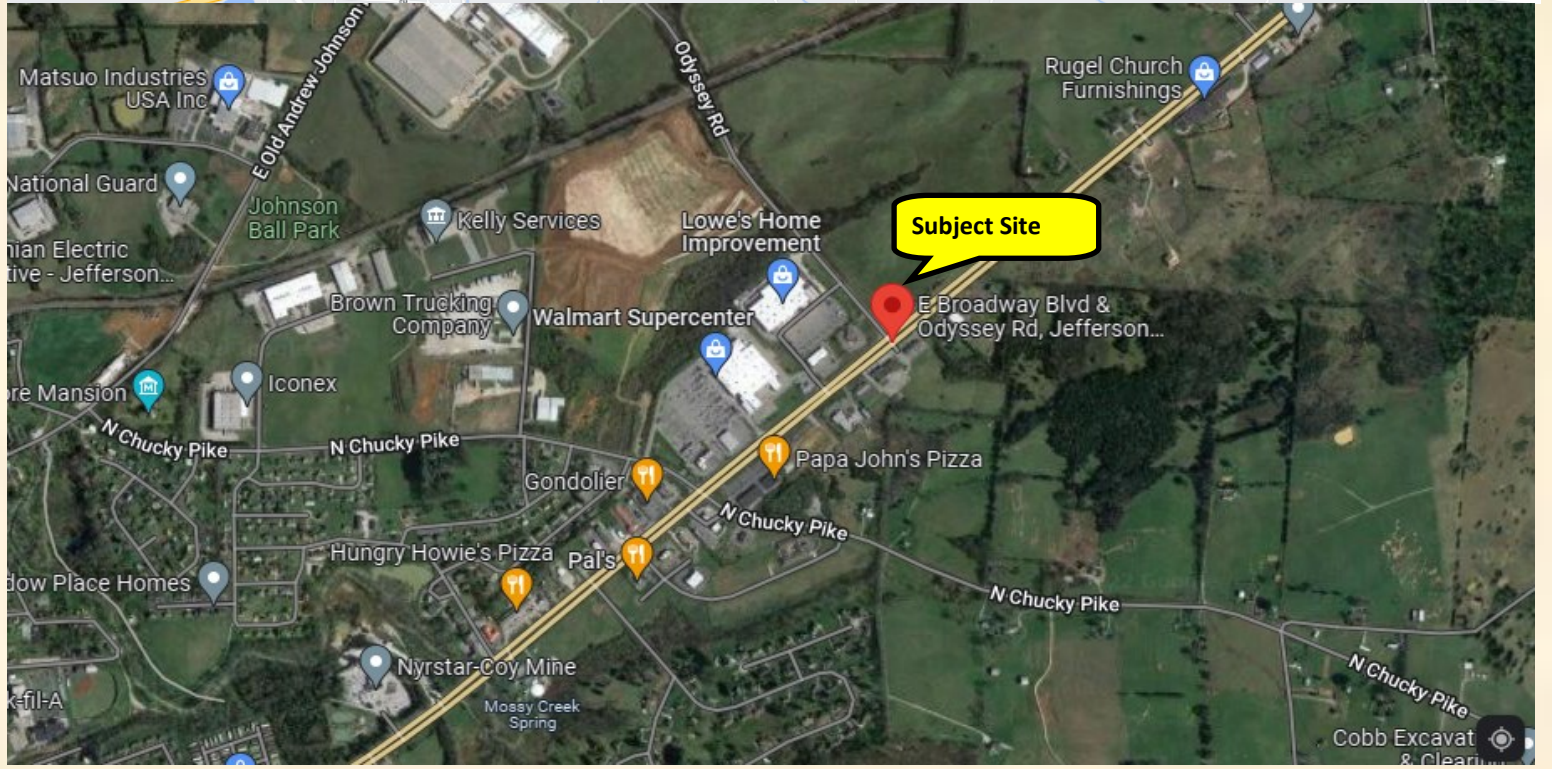 Matsuo Industries
USA Inc
E Old Andrew Johnson
Odyssey Rd
Rugel Church
Furnishings
National Guard
Johnson
Ball Park
Kelly Services
Lowe's Home
Improvement
Subject Site
nian Electric
tive - Jefferson...
Brown Trucking
Company
Walmart Supercenter
E Broadway Blvd &
Odyssey Rd, Jefferson...
re Mansion
M
Iconex
N Chucky Pike
N Chucky Pike
Gondolier
Papa John's Pizza
N Chucky Pike
Hungry Howie's Pizza
Pal's
dow Place Homes
N Chucky Pike
Nyrstar-Coy Mine
N Chucky Pike
k-fil-A
Mossy Creek
Spring
Cobb Excavat
& Clearin